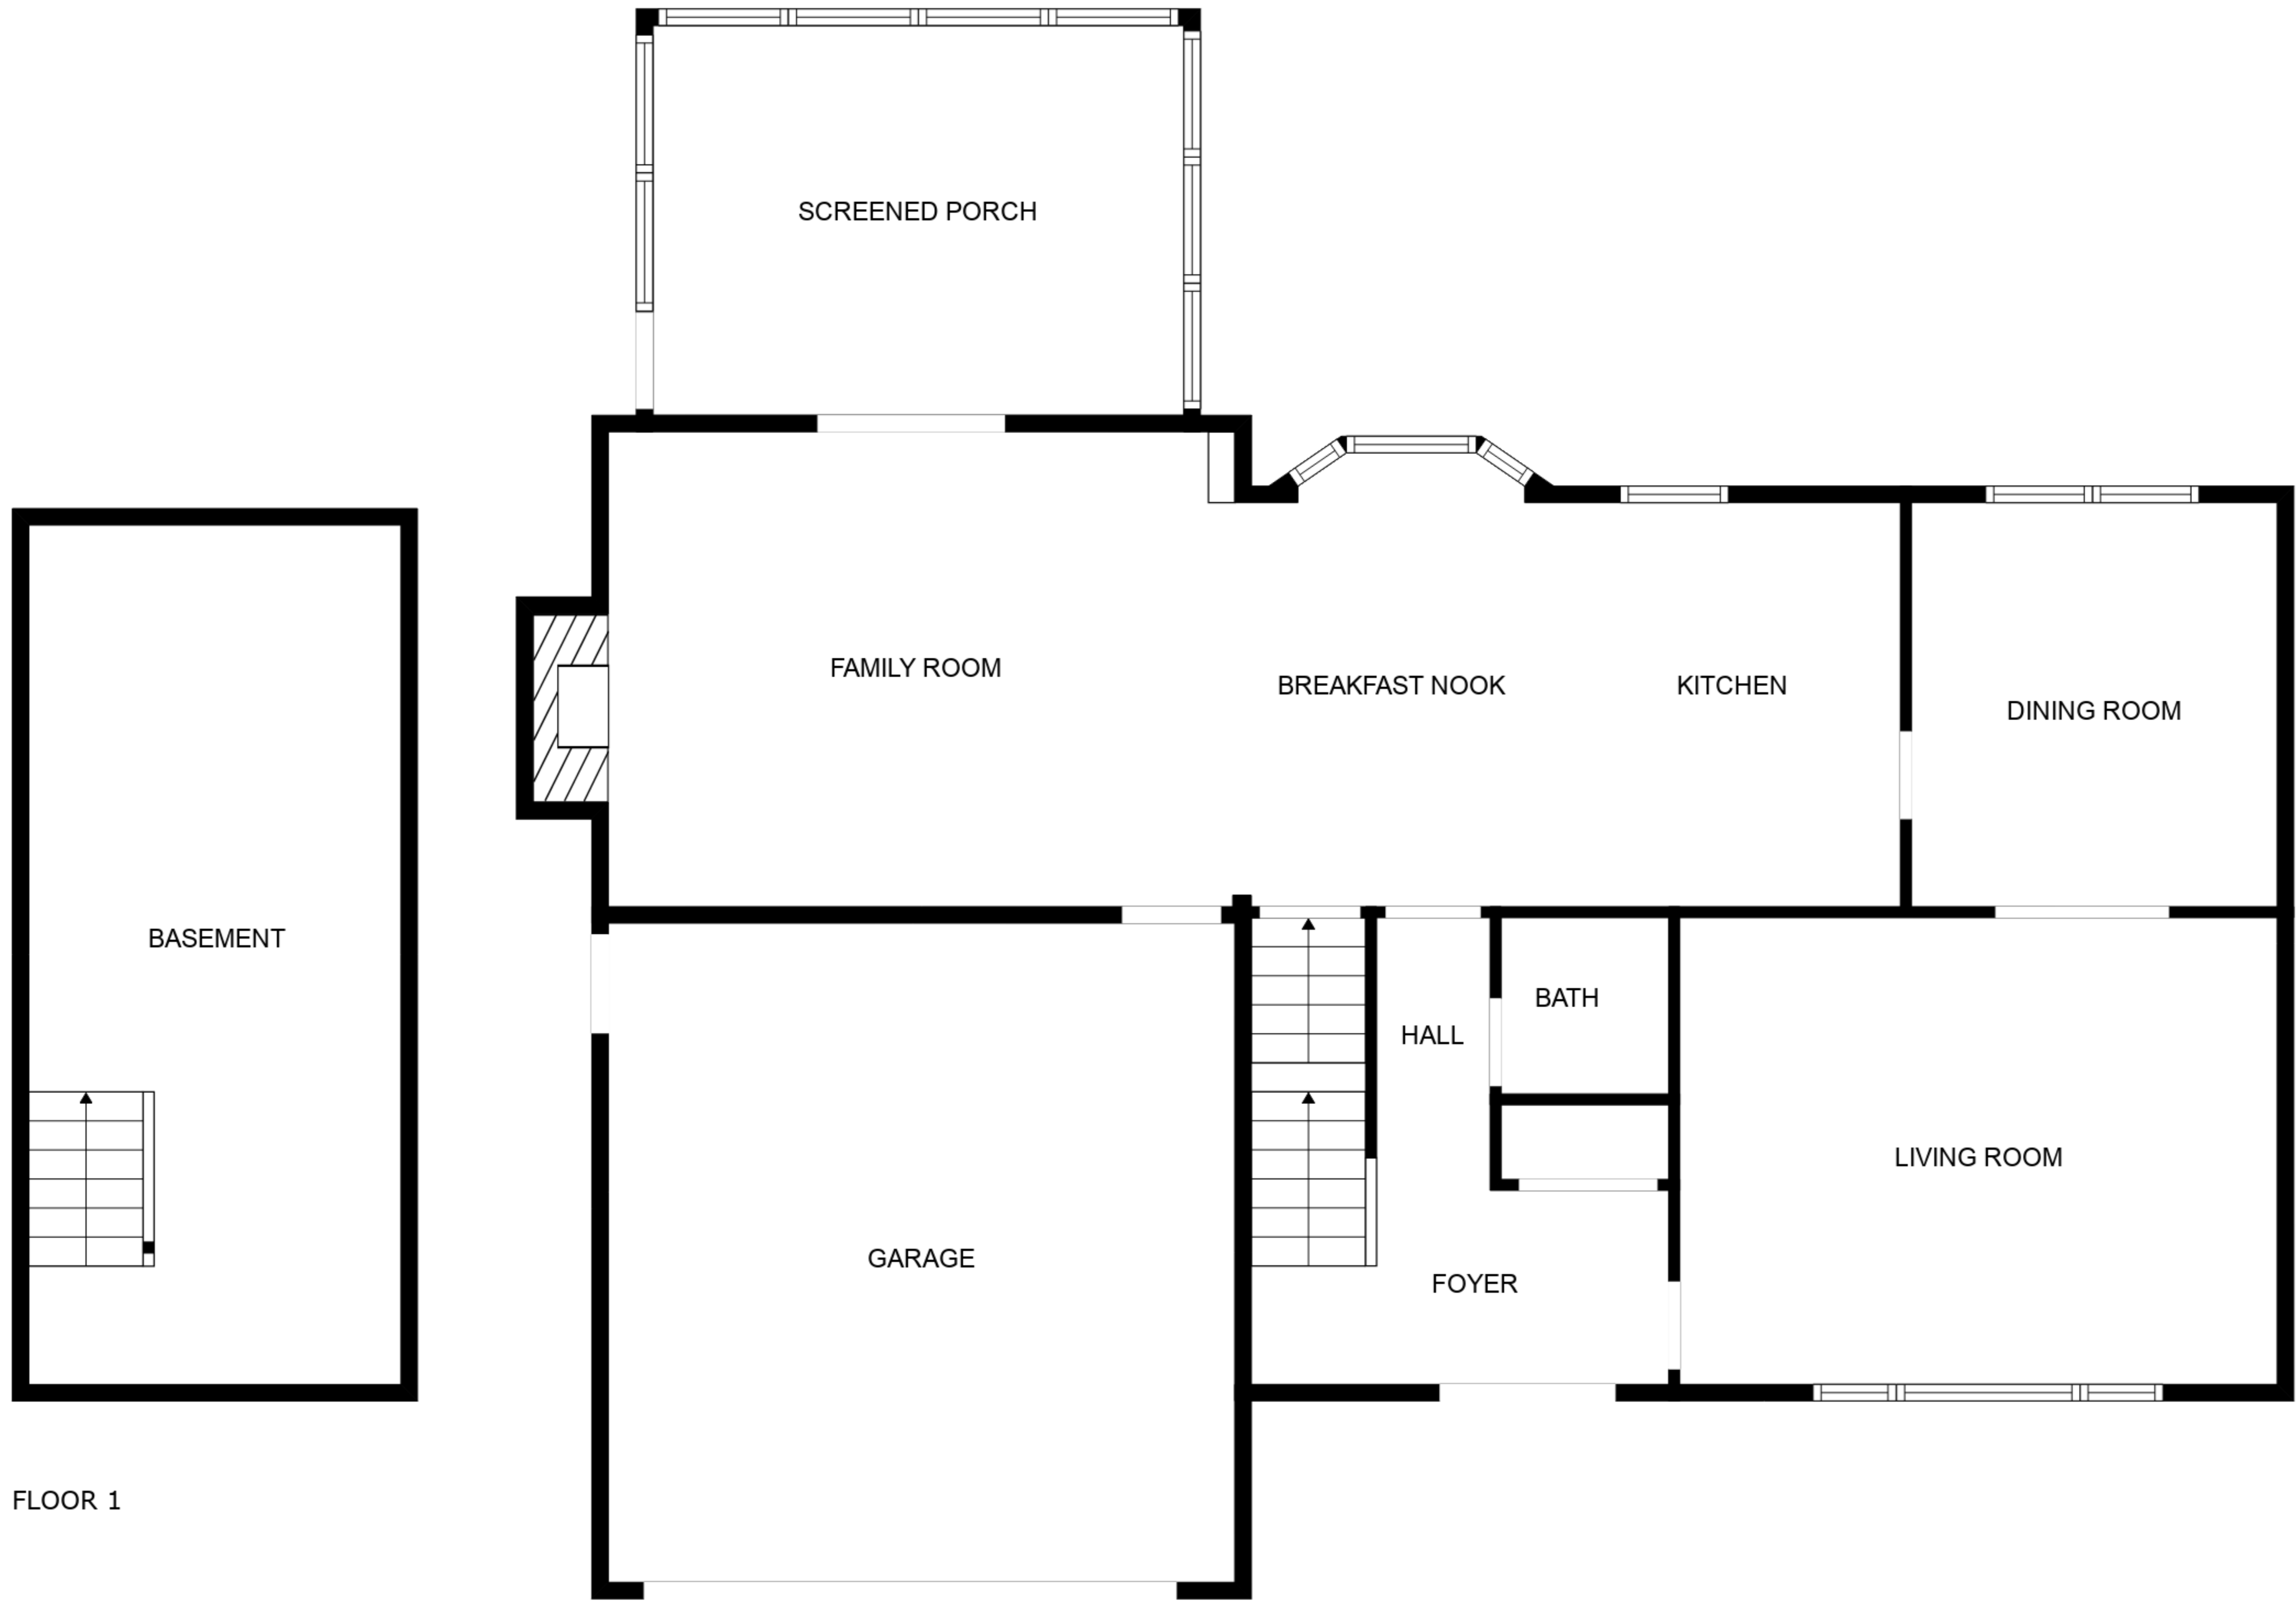 SCREENED PORCH
FAMILY ROOM
BREAKFAST NOOK
KITCHEN
DINING ROOM
BASEMENT
BATH
HALL
LIVING ROOM
GARAGE
FOYER
FLOOR 1